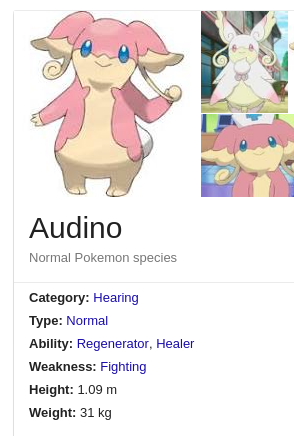 Audino
Normal Pokemon species
Category: Hearing
Type: Normal
Ability: Regenerator, Healer
Weakness: Fighting
Height: 1.09 m
Weight: 31 kg